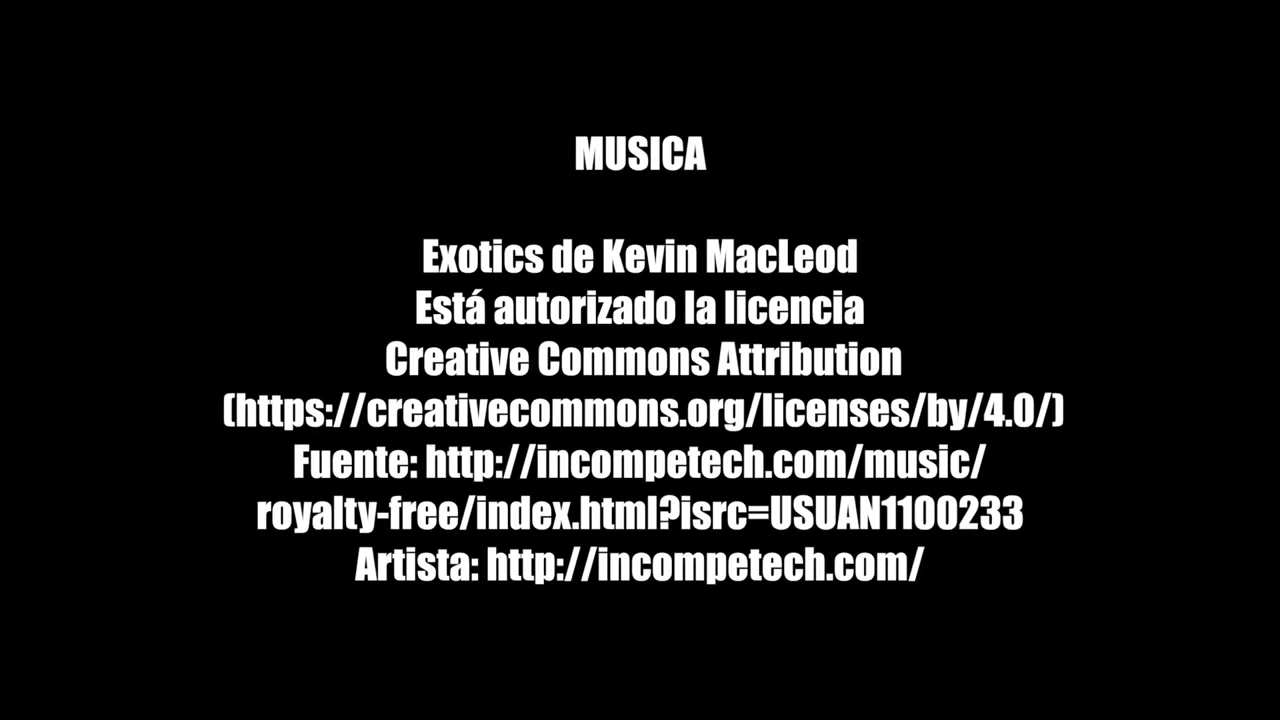 MUSICA
Exotics de Kevin MacLeod
Está autorizado la licencia
Creative Commons Attribution
(https://creativecommons.org/licenses/by/4.0/)
Fuente: http://incompetech.com/music/
royalty-free/index.html?isrc=USUAN1100233
Artista: http://incompetech.com/